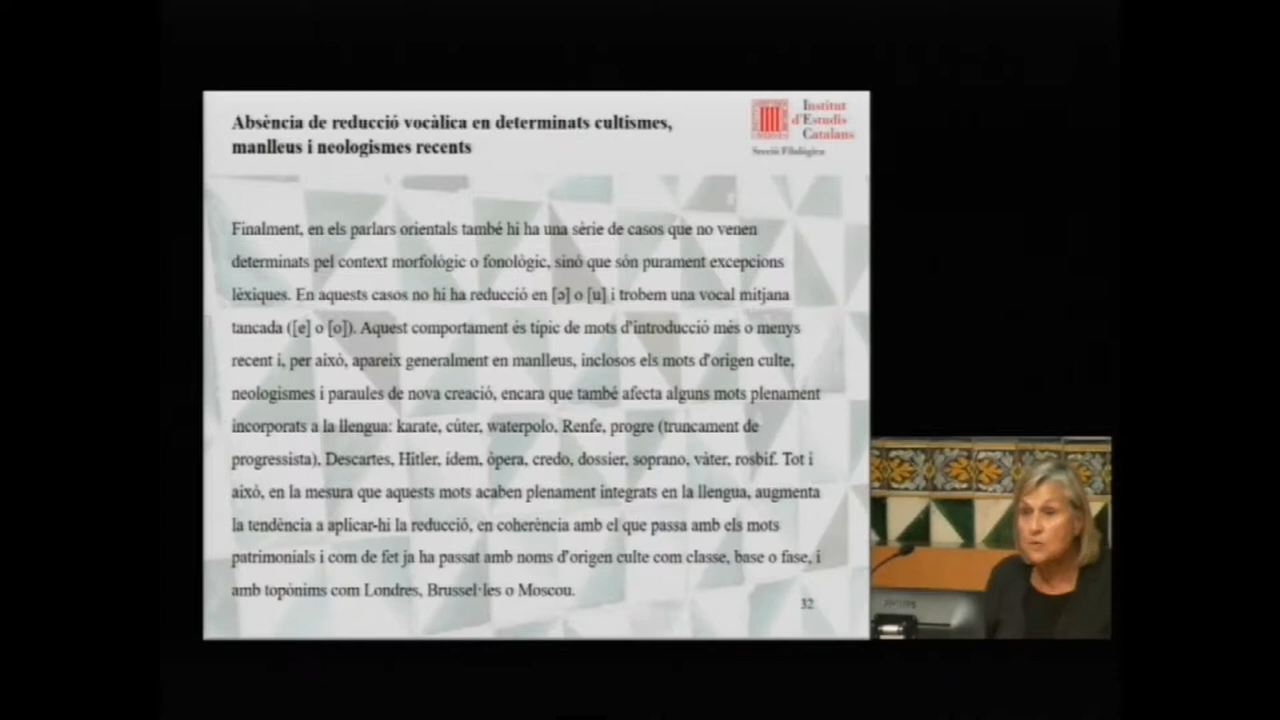 Absència de reducció vocàlica en determinats cultismes,
manlleus i neologismes recents
Institut
d'Estudis
Catalans
Secció Filològica
Finalment, en els parlars orientals també hi ha una sèrie de casos que no venen
determinats pel context morfològic o fonològic, sinó que són purament excepcions
lèxiques. En aquests casos no hi ha reducció en [ə] o [u] i trobem una vocal mitjana
tancada ([e] o [o]). Aquest comportament és típic de mots d'introducció més o menys
recent i, per això, apareix generalment en manlleus, inclosos els mots d'origen culte,
neologismes i paraules de nova creació, encara que també afecta alguns mots plenament
incorporats a la llengua: karate, cúter, waterpolo, Renfe, progre (truncament de
progressista), Descartes, Hitler, ídem, òpera, credo, dossier, soprano, vàter, rosbif. Tot i
això, en la mesura que aquests mots acaben plenament integrats en la llengua, augmenta
la tendència a aplicar-hi la reducció, en coherència amb el que passa amb els mots
patrimonials i com de fet ja ha passat amb noms d'origen culte com classe, base o fase, i
amb topònims com Londres, Brussel·les o Moscou.
32
PHILIPS